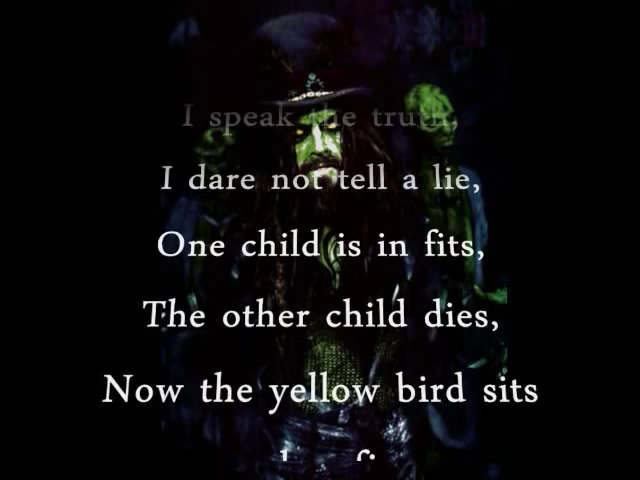 I speak the truth,
I dare not tell a lie,
One child is in fits,
The other child dies,
Now the yellow bird sits